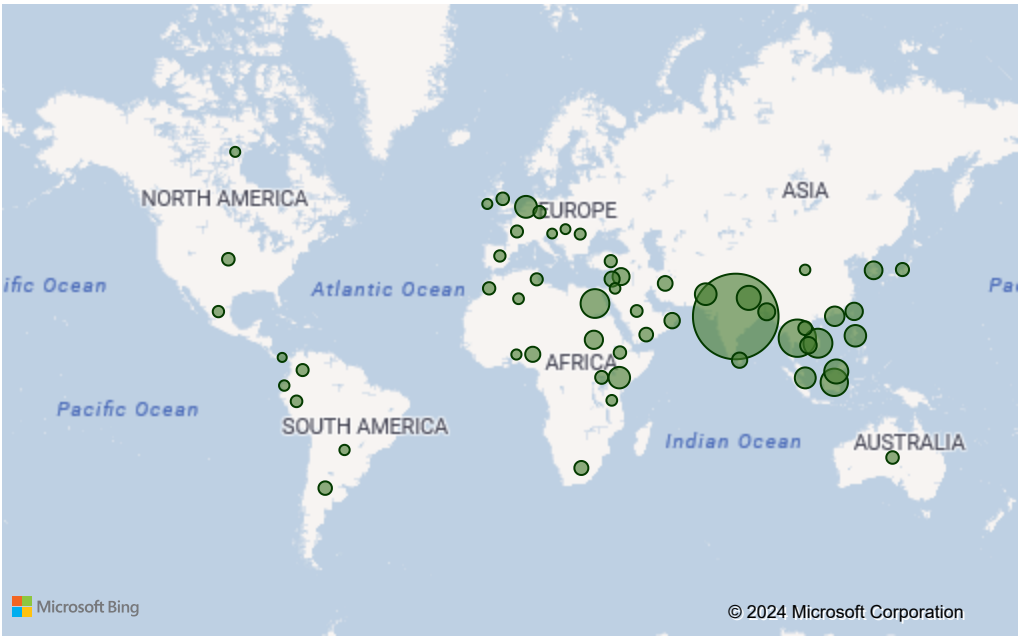 NORTH AMERICA
ASIA
EUROPE
ific Ocean
Atlantic Ocean
Pa
AFRICA
Pacific Ocean
SOUTH AMERICA
Indian Ocean
AUSTRALIA
Microsoft Bing
© 2024 Microsoft Corporation